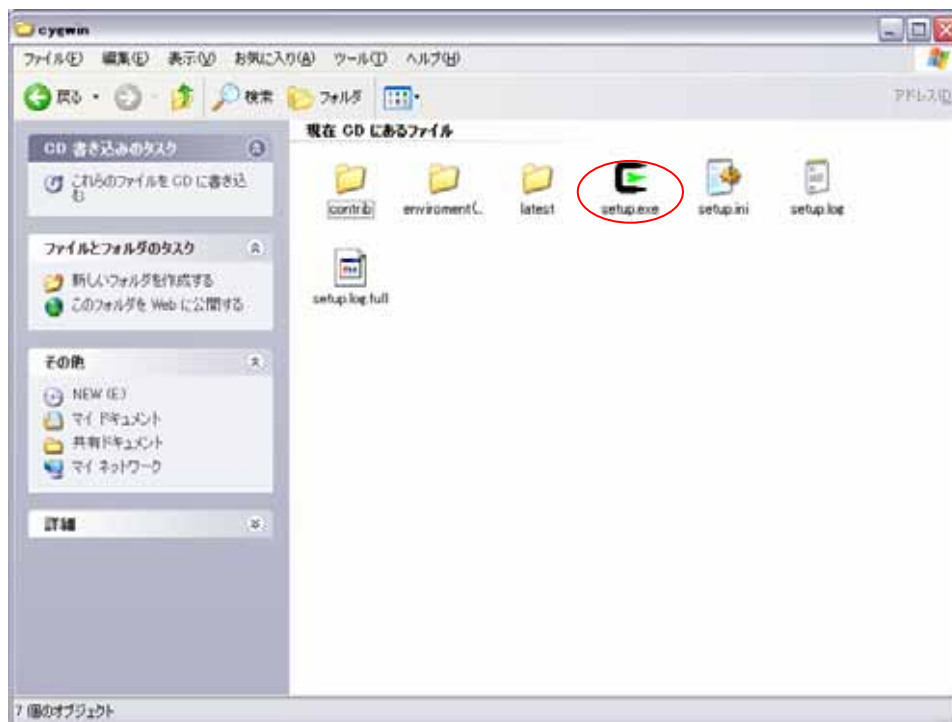 cygwin
ファイル(F) 編集(E) 表示(V) お気に入り(A) ツール(T) ヘルプ(H)
戻る 検索 フォルダ アドレス(D)
現在 CD にあるファイル
CD 書き込みのタスク
これらのファイルを CD に書き込
む
contrib enviroment(... latest setup.exe setup.ini setup.log
ファイルとフォルダのタスク
新しいフォルダを作成する
このフォルダを Web に公開する
setup.log.full
その他
NEW (E:)
マイ ドキュメント
共有ドキュメント
マイ ネットワーク
詳細
7 個のオブジェクト